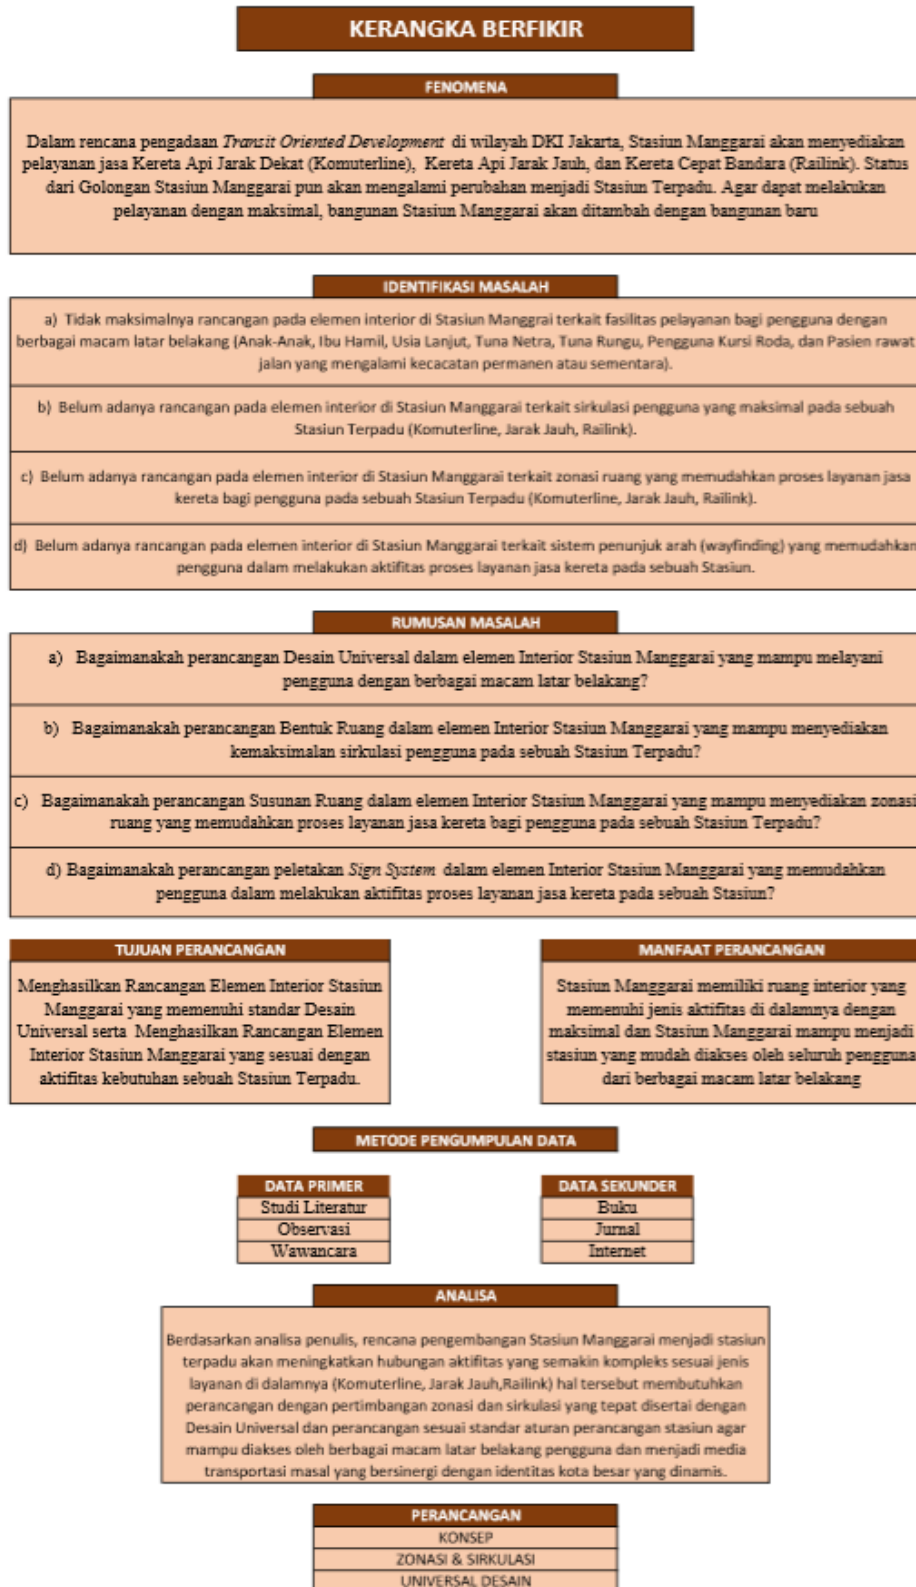 KERANGKA BERFIKIR
FENOMENA
Dalam rencana pengadaan Transit Oriented Development di wilayah DKI Jakarta, Stasiun Manggarai akan menyediakan
pelayanan jasa Kereta Api Jarak Dekat (Komuterline), Kereta Api Jarak Jauh, dan Kereta Cepat Bandara (Railink). Status
dari Golongan Stasiun Manggarai pun akan mengalami perubahan menjadi Stasiun Terpadu. Agar dapat melakukan
pelayanan dengan maksimal, bangunan Stasiun Manggarai akan ditambah dengan bangunan baru
IDENTIFIKASI MASALAH
a) Tidak maksimalnya rancangan pada elemen interior di Stasiun Manggrai terkait fasilitas pelayanan bagi pengguna dengan
berbagai macam latar belakang (Anak-Anak, Ibu Hamil, Usia Lanjut, Tuna Netra, Tuna Rungu, Pengguna Kursi Roda, dan Pasien rawat
jalan yang mengalami kecacatan permanen atau sementara).
b) Belum adanya rancangan pada elemen interior di Stasiun Manggarai terkait sirkulasi pengguna yang maksimal pada sebuah
Stasiun Terpadu (Komuterline, Jarak Jauh, Railink).
c) Belum adanya rancangan pada elemen interior di Stasiun Manggarai terkait zonasi ruang yang memudahkan proses layanan jasa
kereta bagi pengguna pada sebuah Stasiun Terpadu (Komuterline, Jarak Jauh, Railink).
d) Belum adanya rancangan pada elemen interior di Stasiun Manggarai terkait sistem penunjuk arah (wayfinding) yang memudahkan
pengguna dalam melakukan aktifitas proses layanan jasa kereta pada sebuah Stasiun.
RUMUSAN MASALAH
a) Bagaimanakah perancangan Desain Universal dalam elemen Interior Stasiun Manggarai yang mampu melayani
pengguna dengan berbagai macam latar belakang?
b) Bagaimanakah perancangan Bentuk Ruang dalam elemen Interior Stasiun Manggarai yang mampu menyediakan
kemaksimalan sirkulasi pengguna pada sebuah Stasiun Terpadu?
c) Bagaimanakah perancangan Susunan Ruang dalam elemen Interior Stasiun Manggarai yang mampu menyediakan zonasi
ruang yang memudahkan proses layanan jasa kereta bagi pengguna pada sebuah Stasiun Terpadu?
d) Bagaimanakah perancangan peletakan Sign System dalam elemen Interior Stasiun Manggarai yang memudahkan
pengguna dalam melakukan aktifitas proses layanan jasa kereta pada sebuah Stasiun?
TUJUAN PERANCANGAN
Menghasilkan Rancangan Elemen Interior Stasiun
Manggarai yang memenuhi standar Desain
Universal serta Menghasilkan Rancangan Elemen
Interior Stasiun Manggarai yang sesuai dengan
aktifitas kebutuhan sebuah Stasiun Terpadu.
MANFAAT PERANCANGAN
Stasiun Manggarai memiliki ruang interior yang
memenuhi jenis aktifitas di dalamnya dengan
maksimal dan Stasiun Manggarai mampu menjadi
stasiun yang mudah diakses oleh seluruh pengguna
dari berbagai macam latar belakang
METODE PENGUMPULAN DATA
DATA PRIMER
Studi Literatur
Observasi
Wawancara
DATA SEKUNDER
Buku
Jurnal
Internet
ANALISA
Berdasarkan analisa penulis, rencana pengembangan Stasiun Manggarai menjadi stasiun
terpadu akan meningkatkan hubungan aktifitas yang semakin kompleks sesuai jenis
layanan di dalamnya (Komuterline, Jarak Jauh,Railink) hal tersebut membutuhkan
perancangan dengan pertimbangan zonasi dan sirkulasi yang tepat disertai dengan
Desain Universal dan perancangan sesuai standar aturan perancangan stasiun agar
mampu diakses oleh berbagai macam latar belakang pengguna dan menjadi media
transportasi masal yang bersinergi dengan identitas kota besar yang dinamis.
PERANCANGAN
KONSEP
ZONASI & SIRKULASI
UNIVERSAL DESAIN